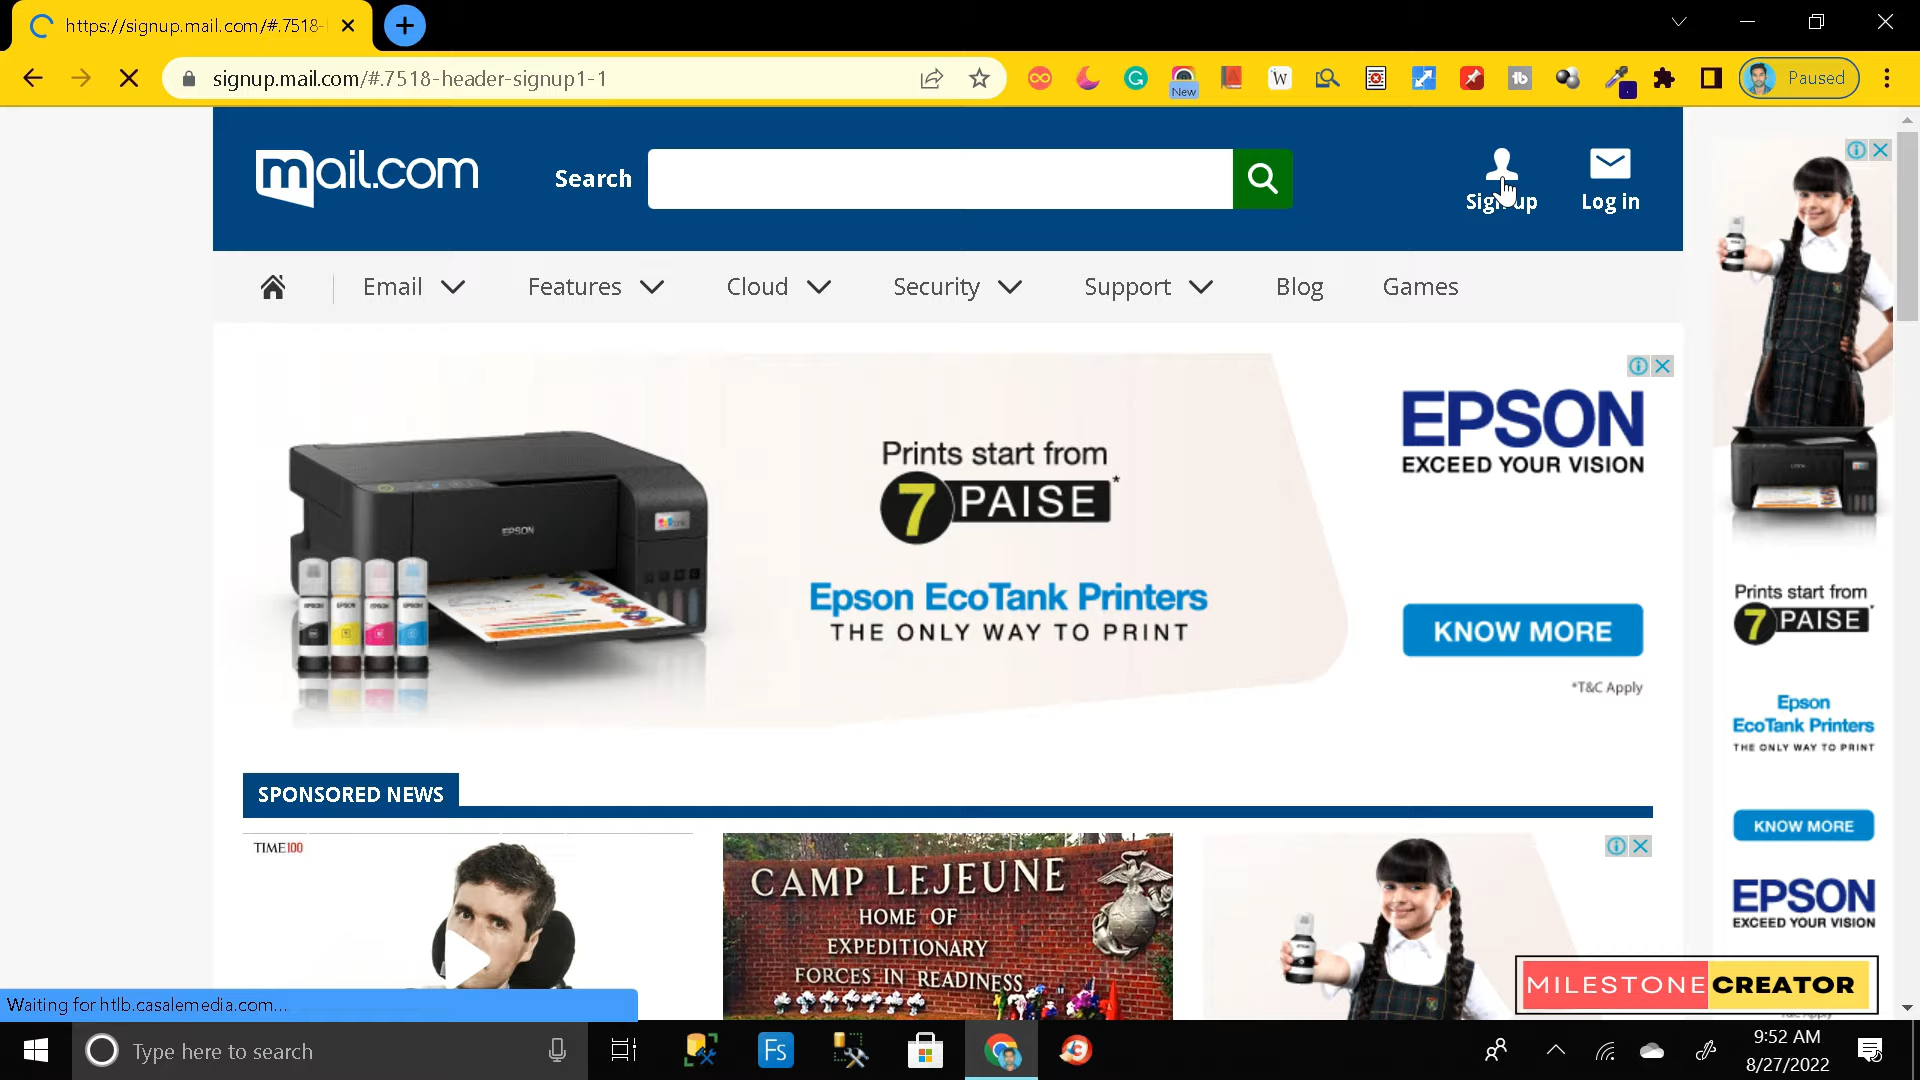 https://signup.mail.com/#.7518-
signup.mail.com/#.7518-header-signup1-1
New
Paused
mail.com
Search
Sign up
Log in
Email
Features
Cloud
Security
Support
Blog
Games
Prints start from
7 PAISE*
Epson EcoTank Printers
THE ONLY WAY TO PRINT
EPSON
EXCEED YOUR VISION
KNOW MORE
*T&C Apply
EPSON
Prints start from
7 PAISE*
Epson
EcoTank Printers
THE ONLY WAY TO PRINT
KNOW MORE
EPSON
EXCEED YOUR VISION
SPONSORED NEWS
TIME100
CAMP LEJEUNE
HOME OF
EXPEDITIONARY
FORCES IN READINESS
MILESTONE CREATOR
Waiting for htlb.casalemedia.com...
Type here to search
Fs
9:52 AM
8/27/2022